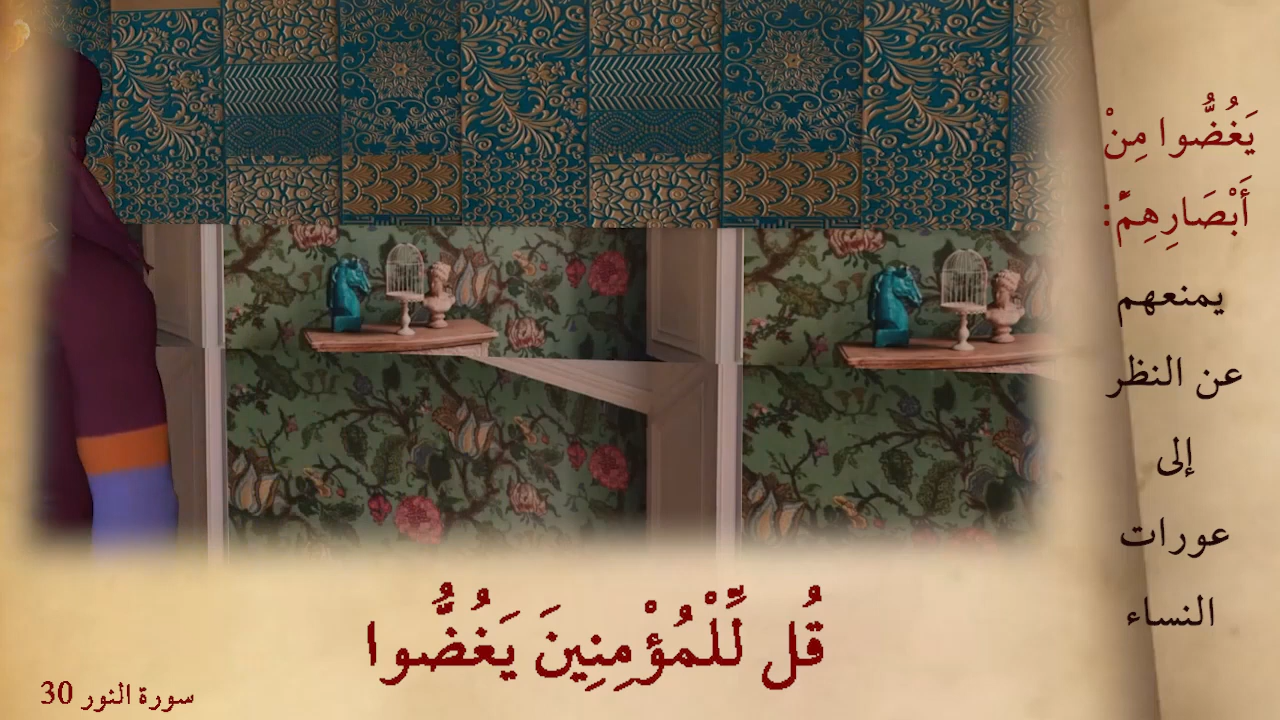 يَغُضُّوا مِنْ
أَبْصَارِهِمْ:
يمنعهم
عن النظر
إلى
عورات
النساء
قُل لِّلْمُؤْمِنِينَ يَغُضُّوا
سورة النور 30